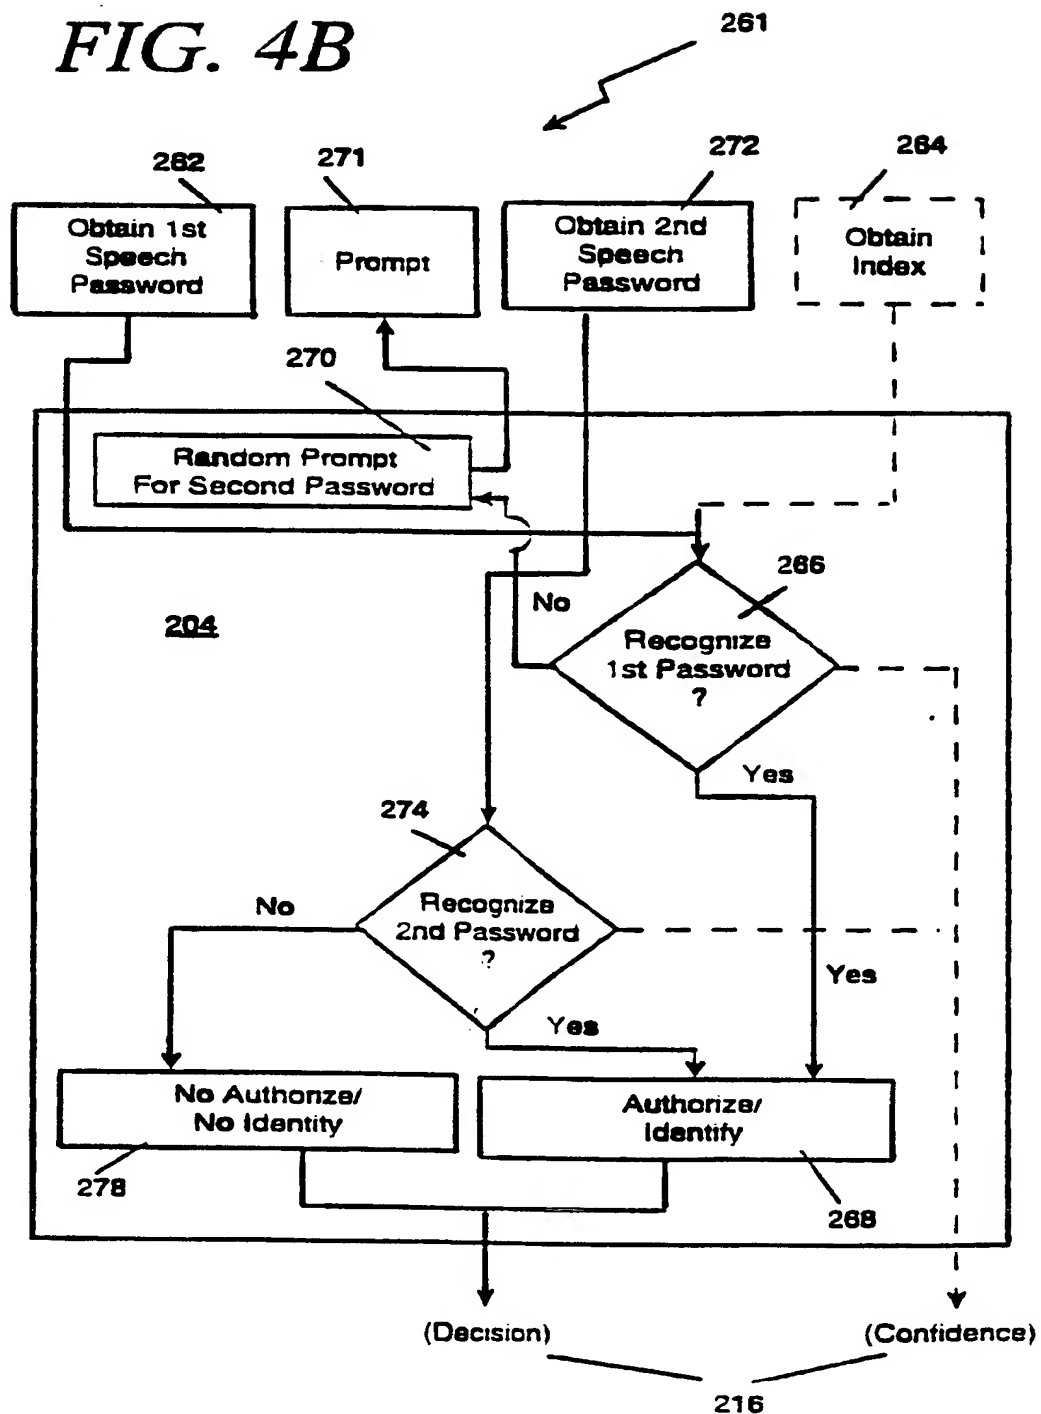 FIG. 4B
261
262
271
272
264
Obtain 1st
Speech
Password
Prompt
Obtain 2nd
Speech
Password
Obtain
Index
270
Random Prompt
For Second Password
266
No
204
Recognize
1st Password
?
Yes
274
No
Recognize
2nd Password
?
Yes
Yes
No Authorize/
No Identity
Authorize/
Identify
278
268
(Decision)
(Confidence)
216